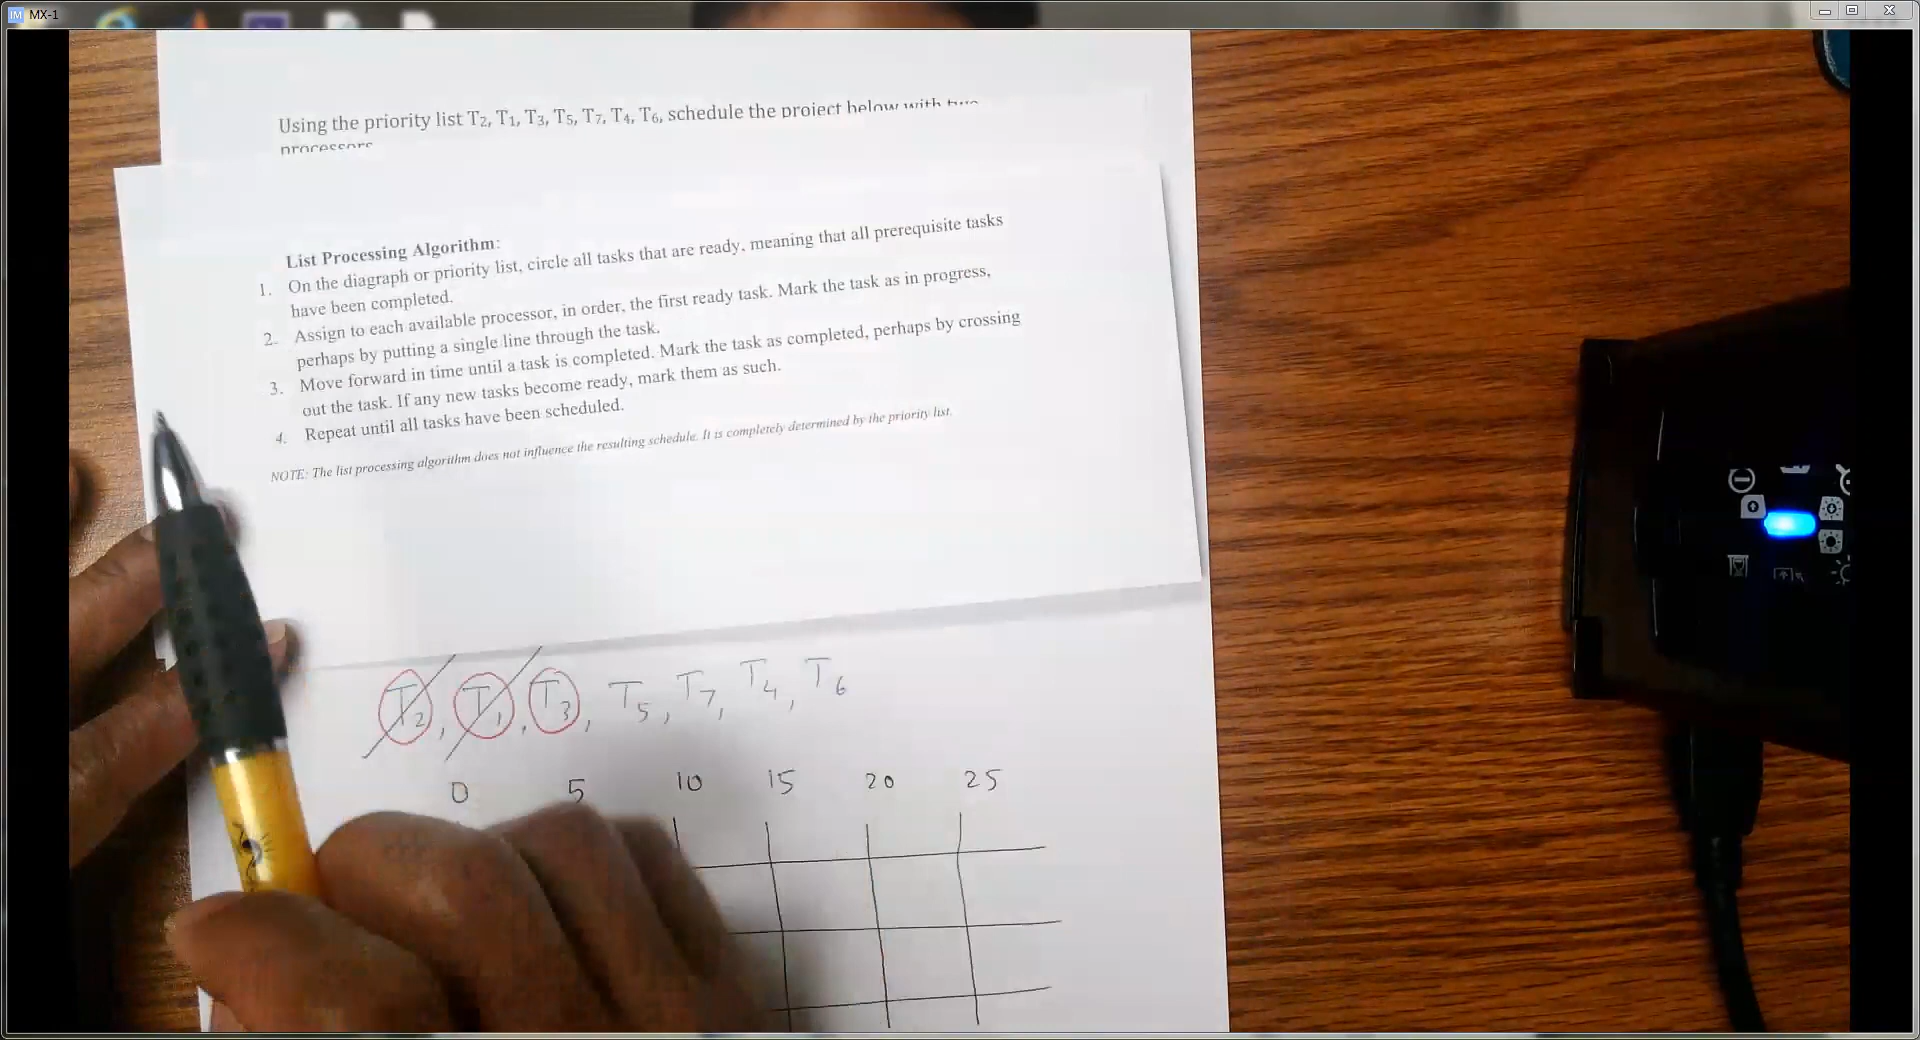 MX-1
Using the priority list T2, T1, T3, T5, T7, T4, T6, schedule the project below with two
processors
List Processing Algorithm:
1. On the diagraph or priority list, circle all tasks that are ready, meaning that all prerequisite tasks
have been completed.
2. Assign to each available processor, in order, the first ready task. Mark the task as in progress,
perhaps by putting a single line through the task.
3. Move forward in time until a task is completed. Mark the task as completed, perhaps by crossing
out the task. If any new tasks become ready, mark them as such.
4. Repeat until all tasks have been scheduled.
NOTE: The list processing algorithm does not influence the resulting schedule. It is completely determined by the priority list.
T2, T1, T3, T5, T7, T4, T6
0 5 10 15 20 25